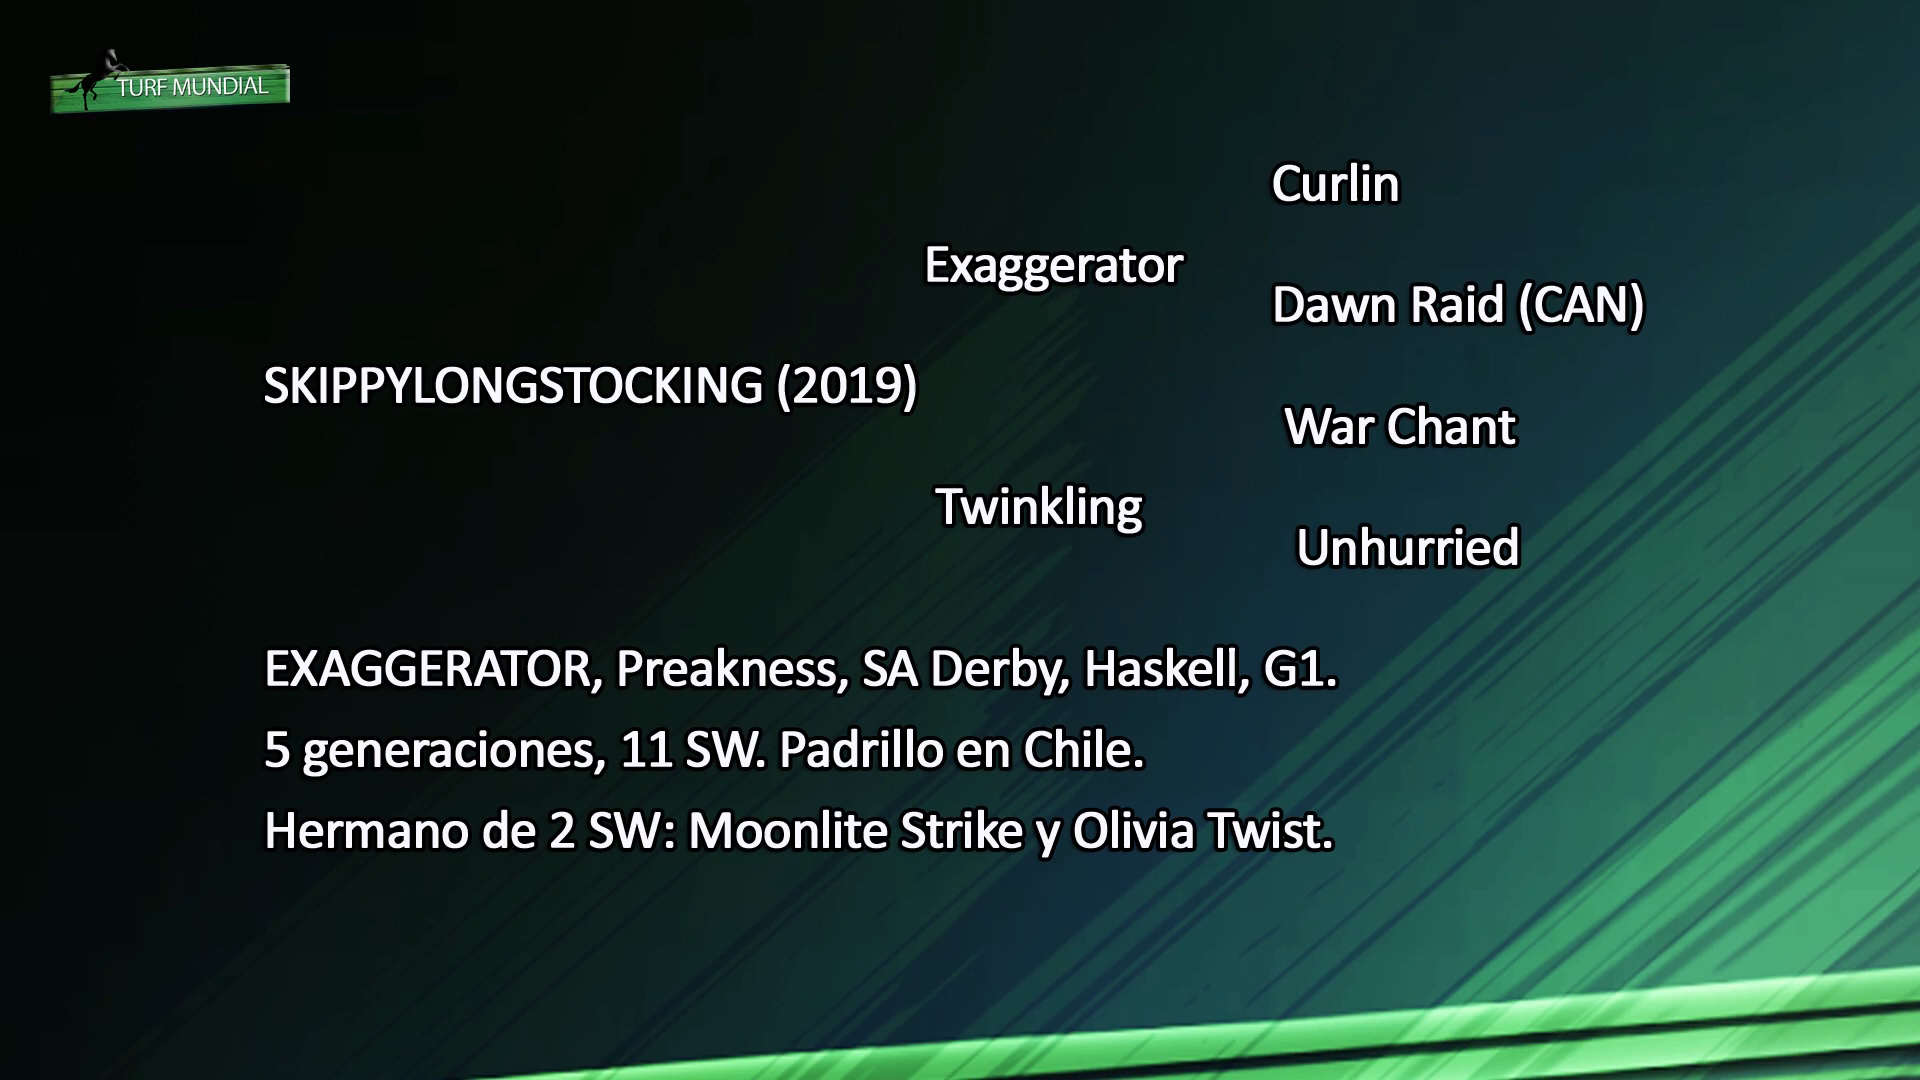 TURF MUNDIAL
Curlin
Exaggerator
Dawn Raid (CAN)
SKIPPYLONGSTOCKING (2019)
War Chant
Twinkling
Unhurried
EXAGGERATOR, Preakness, SA Derby, Haskell, G1.
5 generaciones, 11 SW. Padrillo en Chile.
Hermano de 2 SW: Moonlite Strike y Olivia Twist.